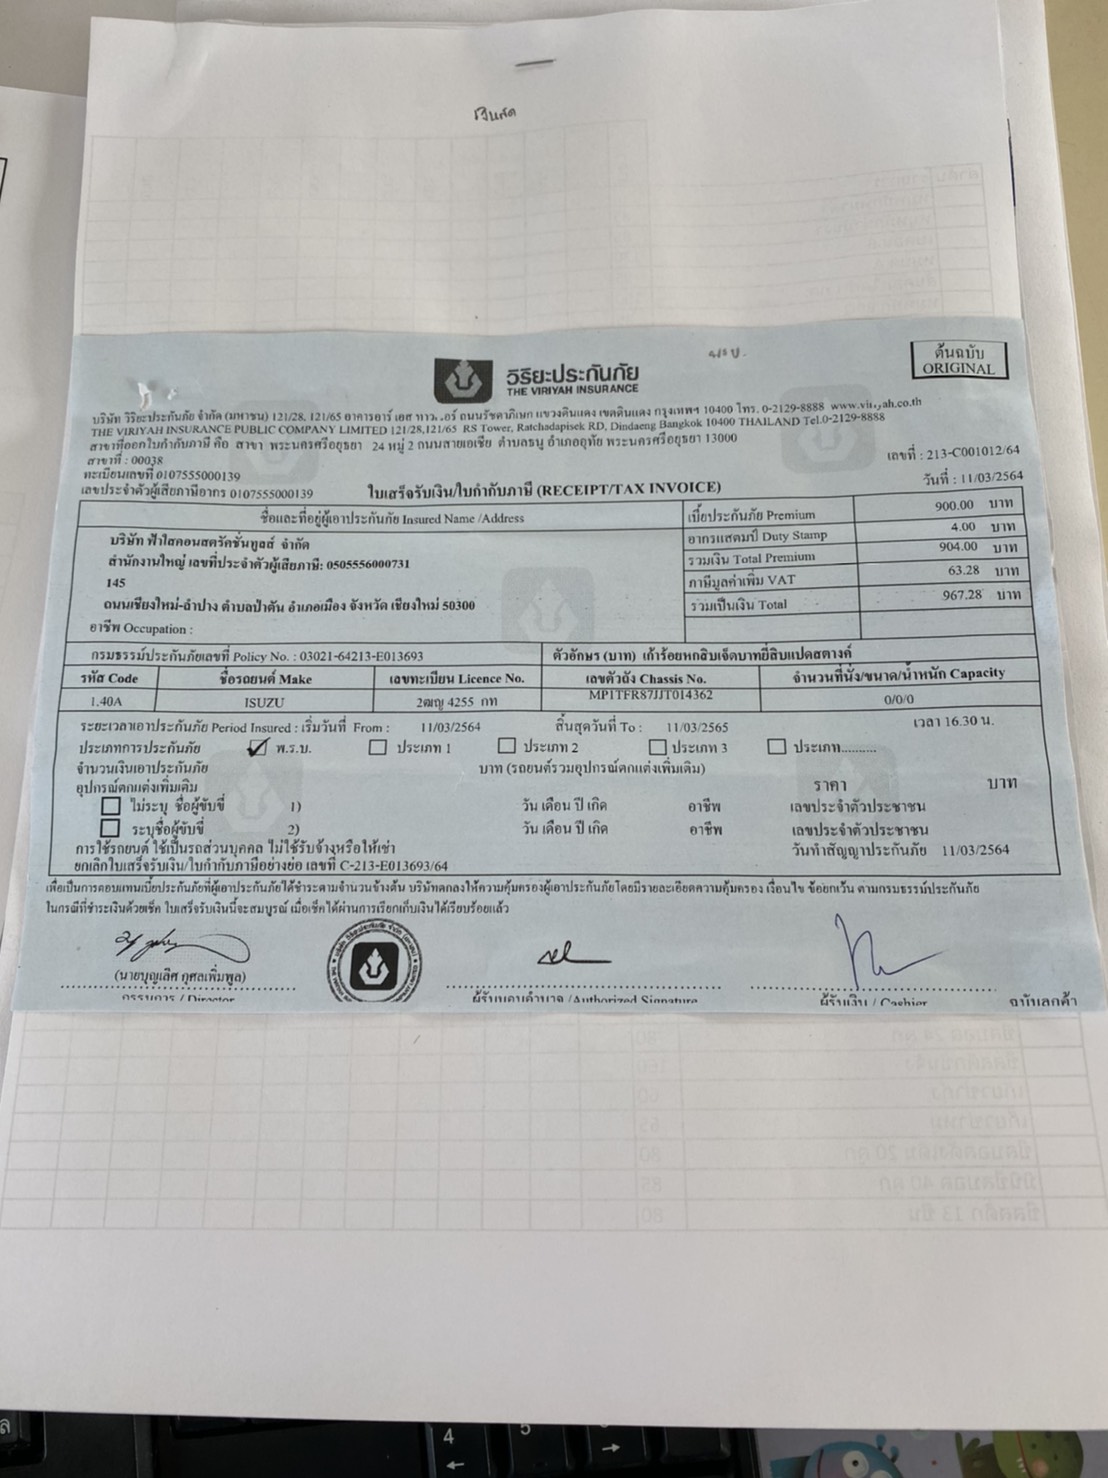 เงินสด
พ.ร.บ.
ต้นฉบับ
ORIGINAL
วิริยะประกันภัย
THE VIRIYAH INSURANCE
บริษัท วิริยะประกันภัย จำกัด (มหาชน) 121/28, 121/65 อาคารอาร์ เอส ทาวเวอร์ ถนนรัชดาภิเษก แขวงดินแดง เขตดินแดง กรุงเทพฯ 10400 โทร. 0-2129-8888 www.viriyah.co.th
THE VIRIYAH INSURANCE PUBLIC COMPANY LIMITED 121/28,121/65 RS Tower, Ratchadapisek RD, Dindaeng Bangkok 10400 THAILAND Tel.0-2129-8888
สาขาที่ออกใบกำกับภาษี คือ สาขา พระนครศรีอยุธยา 24 หมู่ 2 ถนนสายเอเซีย ตำบลธนู อำเภออุทัย พระนครศรีอยุธยา 13000
สาขาที่ : 00038
เลขที่ : 213-C001012/64
ทะเบียนเลขที่ 0107555000139
วันที่ : 11/03/2564
เลขประจำตัวผู้เสียภาษีอากร 0107555000139
ใบเสร็จรับเงิน/ใบกำกับภาษี (RECEIPT/TAX INVOICE)
ชื่อและที่อยู่ผู้เอาประกันภัย Insured Name /Address
เบี้ยประกันภัย Premium 900.00 บาท
อากรแสตมป์ Duty Stamp 4.00 บาท
รวมเงิน Total Premium 904.00 บาท
ภาษีมูลค่าเพิ่ม VAT 63.28 บาท
รวมเป็นเงิน Total 967.28 บาท
บริษัท ฟ้าใสคอนสตรัคชั่นทูลส์ จำกัด
สำนักงานใหญ่ เลขที่ประจำตัวผู้เสียภาษี: 0505556000731
145
ถนนเชียงใหม่-ลำปาง ตำบลป่าตัน อำเภอเมือง จังหวัด เชียงใหม่ 50300
อาชีพ Occupation :
กรมธรรม์ประกันภัยเลขที่ Policy No. : 03021-64213-E013693
ตัวอักษร (บาท) เก้าร้อยหกสิบเจ็ดบาทยี่สิบแปดสตางค์
รหัส Code ชื่อรถยนต์ Make เลขทะเบียน Licence No. เลขตัวถัง Chassis No. จำนวนที่นั่ง/ขนาด/น้ำหนัก Capacity
1.40A ISUZU 2ฒญ 4255 กท MP1TFR87JJT014362 0/0/0
ระยะเวลาเอาประกันภัย Period Insured : เริ่มวันที่ From : 11/03/2564 สิ้นสุดวันที่ To : 11/03/2565 เวลา 16.30 น.
ประเภทการประกันภัย พ.ร.บ. ประเภท 1 ประเภท 2 ประเภท 3 ประเภท..........
จำนวนเงินเอาประกันภัย บาท (รถยนต์รวมอุปกรณ์ตกแต่งเพิ่มเติม)
อุปกรณ์ตกแต่งเพิ่มเติม ราคา บาท
ไม่ระบุ ชื่อผู้ขับขี่ 1) วัน เดือน ปี เกิด อาชีพ เลขประจำตัวประชาชน
ระบุชื่อผู้ขับขี่ 2) วัน เดือน ปี เกิด อาชีพ เลขประจำตัวประชาชน
การใช้รถยนต์ ใช้เป็นรถส่วนบุคคล ไม่ใช้รับจ้างหรือให้เช่า วันทำสัญญาประกันภัย 11/03/2564
ยกเลิกใบเสร็จรับเงิน/ใบกำกับภาษีอย่างย่อ เลขที่ C-213-E013693/64
เพื่อเป็นการตอบแทนเบี้ยประกันภัยที่ผู้เอาประกันภัยได้ชำระตามจำนวนข้างต้น บริษัทตกลงให้ความคุ้มครองผู้เอาประกันภัยโดยมีรายละเอียดความคุ้มครอง เงื่อนไข ข้อยกเว้น ตามกรมธรรม์ประกันภัย
ในกรณีที่ชำระเงินด้วยเช็ค ใบเสร็จรับเงินนี้จะสมบูรณ์ เมื่อเช็คได้ผ่านการเรียกเก็บเงินได้เรียบร้อยแล้ว
(นายบุญเลิศ กุศลเพิ่มพูล)
กรรมการ / Director ผู้รับมอบอำนาจ /Authorized Signature ผู้รับเงิน / Cashier ฉบับลูกค้า
4 5